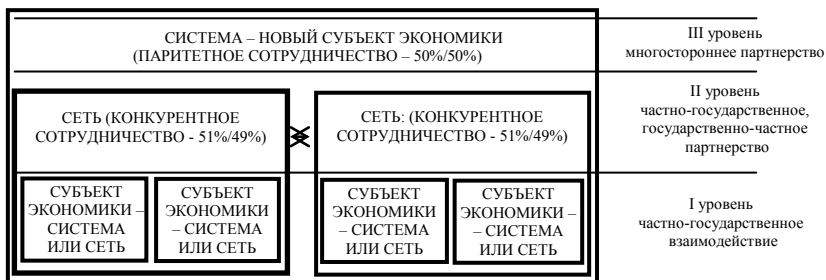 СИСТЕМА – НОВЫЙ СУБЪЕКТ ЭКОНОМИКИ
(ПАРИТЕТНОЕ СОТРУДНИЧЕСТВО – 50%/50%)
III уровень
многостороннее партнерство
СЕТЬ (КОНКУРЕНТНОЕ
СОТРУДНИЧЕСТВО - 51%/49%)
СЕТЬ: (КОНКУРЕНТНОЕ
СОТРУДНИЧЕСТВО - 51%/49%)
II уровень
частно-государственное,
государственно-частное
партнерство
СУБЪЕКТ
ЭКОНОМИКИ –
СИСТЕМА
ИЛИ СЕТЬ
СУБЪЕКТ
ЭКОНОМИКИ
– СИСТЕМА
ИЛИ СЕТЬ
СУБЪЕКТ
ЭКОНОМИКИ
– СИСТЕМА
ИЛИ СЕТЬ
СУБЪЕКТ
ЭКОНОМИКИ –
– СИСТЕМА
ИЛИ СЕТЬ
I уровень
частно-государственное
взаимодействие